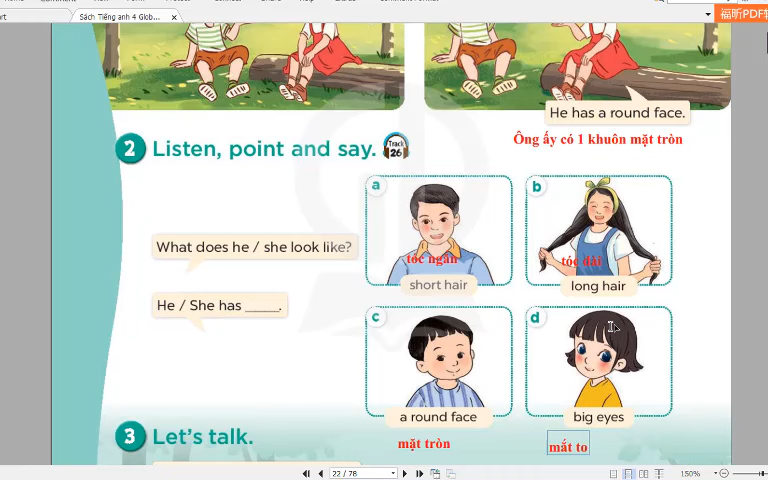 Sách Tiếng anh 4 Glob...
福昕PDF
He has a round face.
Ông ấy có 1 khuôn mặt tròn
2 Listen, point and say.
Track
26
a
b
What does he / she look like?
tóc ngắn
tóc dài
short hair
long hair
He / She has _____.
c
d
a round face
big eyes
3 Let's talk.
mặt tròn
mắt to
22 / 78
150%